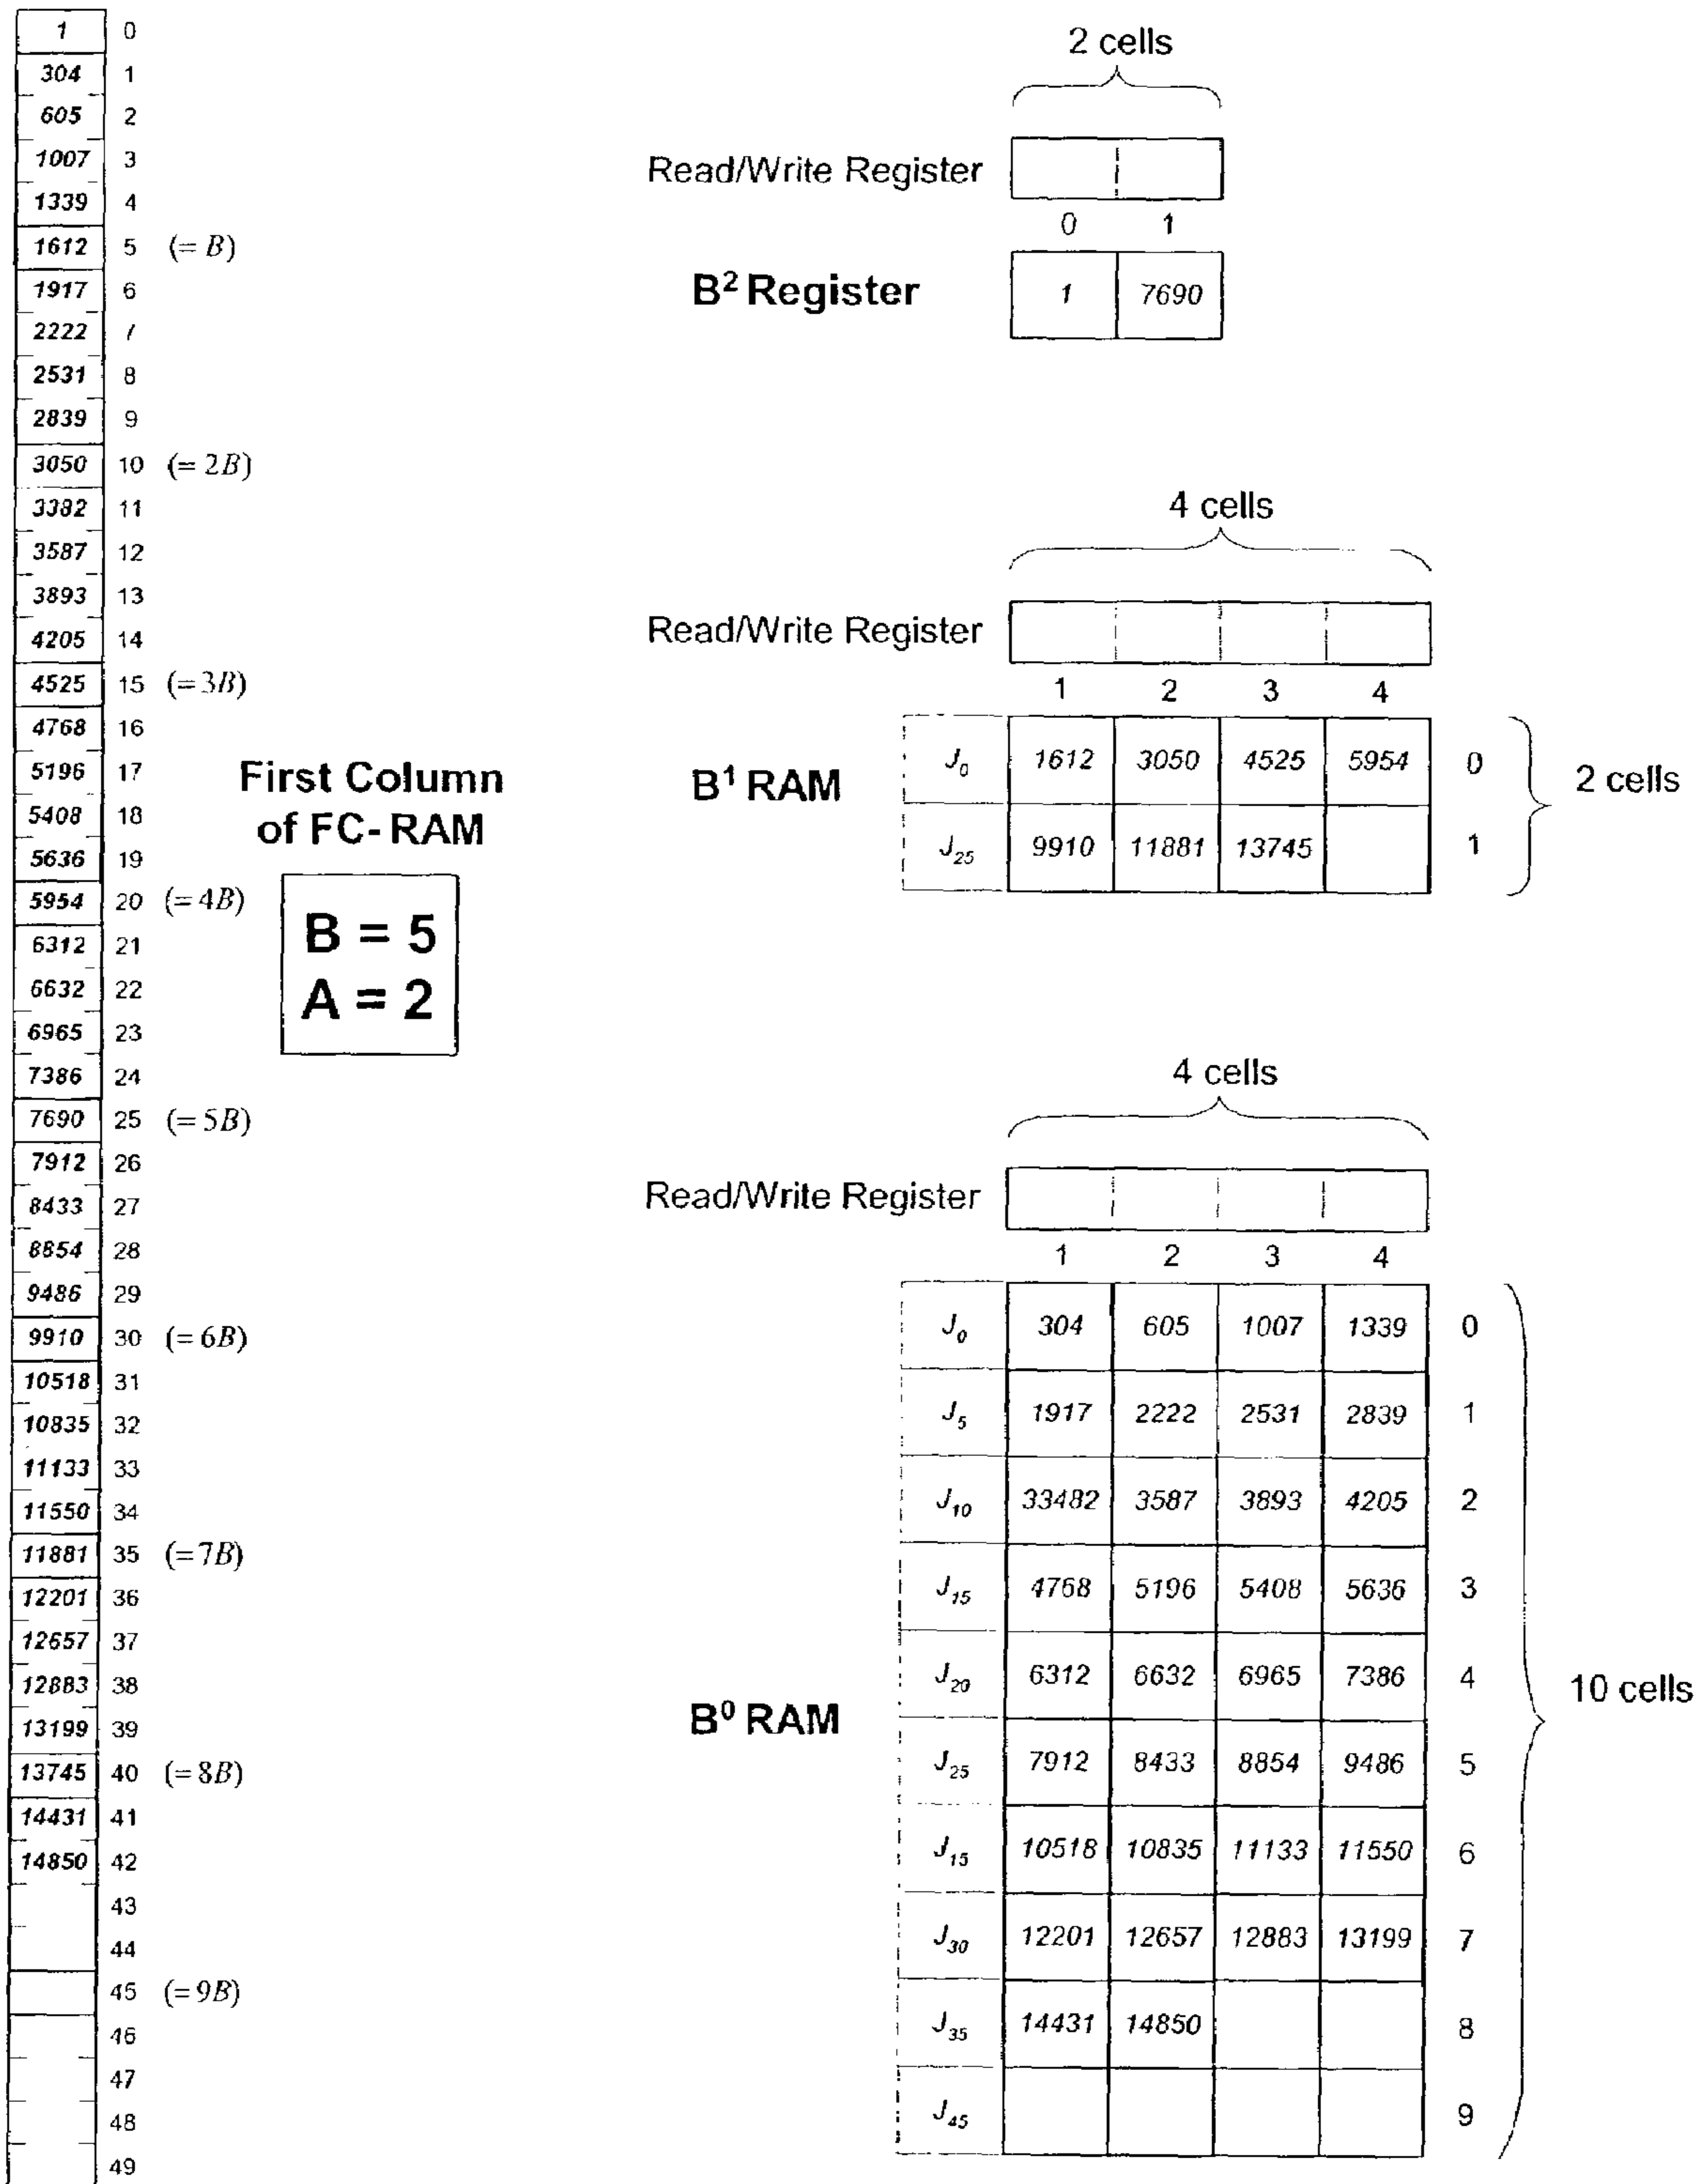 1 0
304 1
605 2
1007 3
1339 4
1612 5 (= B)
1917 6
2222 7
2531 8
2839 9
3050 10 (= 2B)
3382 11
3587 12
3893 13
4205 14
4525 15 (= 3B)
4768 16
5196 17
5408 18
5636 19
5954 20 (= 4B)
6312 21
6632 22
6965 23
7386 24
7690 25 (= 5B)
7912 26
8433 27
8854 28
9486 29
9910 30 (= 6B)
10518 31
10835 32
11133 33
11550 34
11881 35 (= 7B)
12201 36
12657 37
12883 38
13199 39
13745 40 (= 8B)
14431 41
14850 42
43
44
45 (= 9B)
46
47
48
49
First Column
of FC-RAM
B = 5
A = 2
2 cells
Read/Write Register
0 1
B² Register
1 7690
4 cells
Read/Write Register
1 2 3 4
B¹ RAM
J₀ 1612 3050 4525 5954 0
J₂₅ 9910 11881 13745 1
2 cells
4 cells
Read/Write Register
1 2 3 4
J₀ 304 605 1007 1339 0
J₅ 1917 2222 2531 2839 1
J₁₀ 33482 3587 3893 4205 2
J₁₅ 4768 5196 5408 5636 3
J₂₀ 6312 6632 6965 7386 4
B⁰ RAM
10 cells
J₂₅ 7912 8433 8854 9486 5
J₁₅ 10518 10835 11133 11550 6
J₃₀ 12201 12657 12883 13199 7
J₃₅ 14431 14850 8
J₄₅ 9